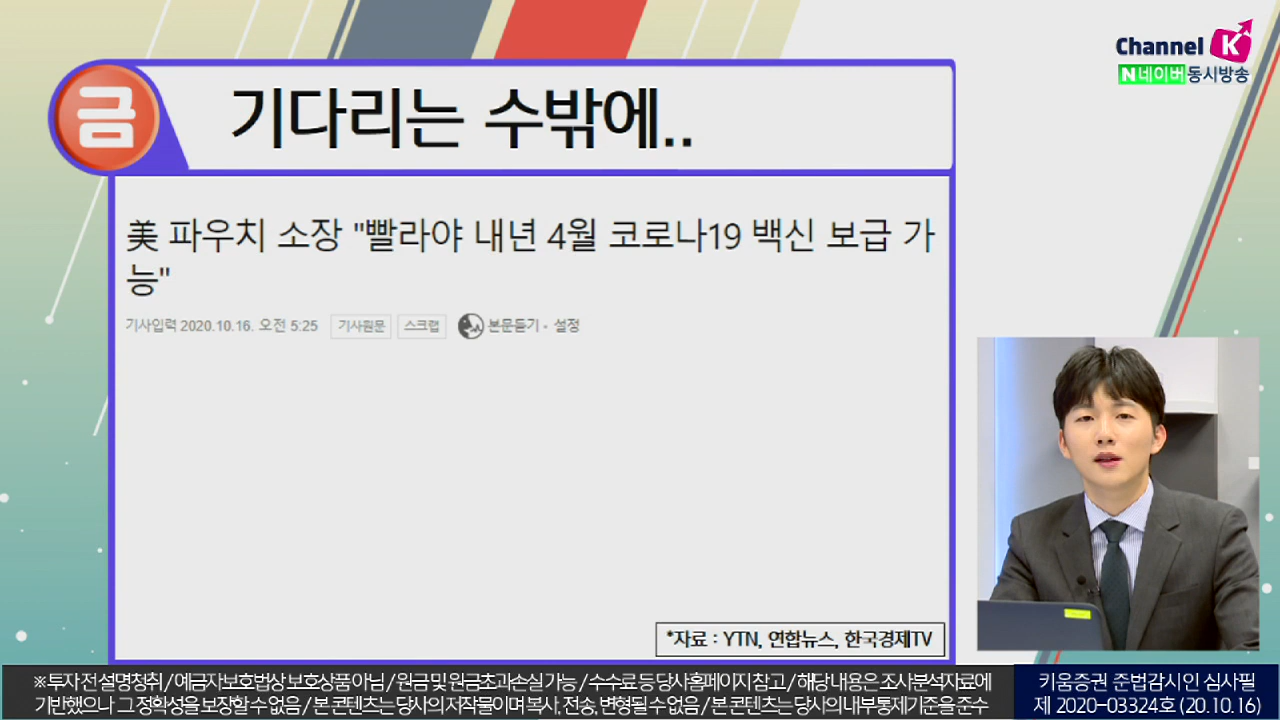 Channel K
N 네이버 동시방송
금
기다리는 수밖에..
美 파우치 소장 "빨라야 내년 4월 코로나19 백신 보급 가
능"
기사입력 2020.10.16. 오전 5:25 기사원문 스크랩 본문듣기 · 설정
*자료 : YTN, 연합뉴스, 한국경제TV
※ 투자 전 설명청취 / 예금자보호법상 보호상품 아님 / 원금 및 원금초과손실 가능 / 수수료 등 당사홈페이지 참고 / 해당 내용은 조사분석자료에
기반했으나 그 정확성을 보장할 수 없음 / 본 콘텐츠는 당사의 저작물이며 복사, 전송, 변형될 수 없음 / 본 콘텐츠는 당사의 내부통제기준을 준수
키움증권 준법감시인 심사필
제 2020-03324호 (20.10.16)